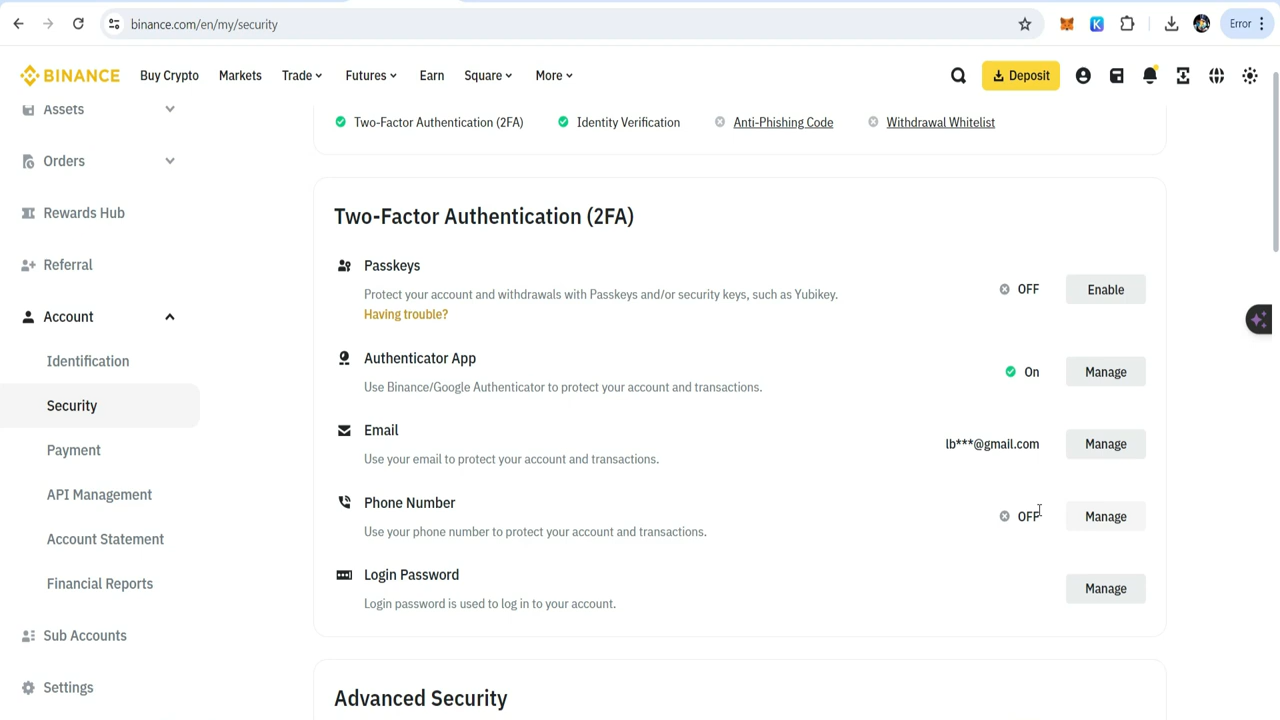 binance.com/en/my/security
Error
BINANCE
Buy Crypto
Markets
Trade
Futures
Earn
Square
More
Deposit
Assets
Orders
Rewards Hub
Referral
Account
Identification
Security
Payment
API Management
Account Statement
Financial Reports
Sub Accounts
Settings
Two-Factor Authentication (2FA)
Identity Verification
Anti-Phishing Code
Withdrawal Whitelist
Two-Factor Authentication (2FA)
Passkeys
Protect your account and withdrawals with Passkeys and/or security keys, such as Yubikey.
Having trouble?
OFF
Enable
Authenticator App
Use Binance/Google Authenticator to protect your account and transactions.
On
Manage
Email
Use your email to protect your account and transactions.
lb***@gmail.com
Manage
Phone Number
Use your phone number to protect your account and transactions.
OFF
Manage
Login Password
Login password is used to log in to your account.
Manage
Advanced Security